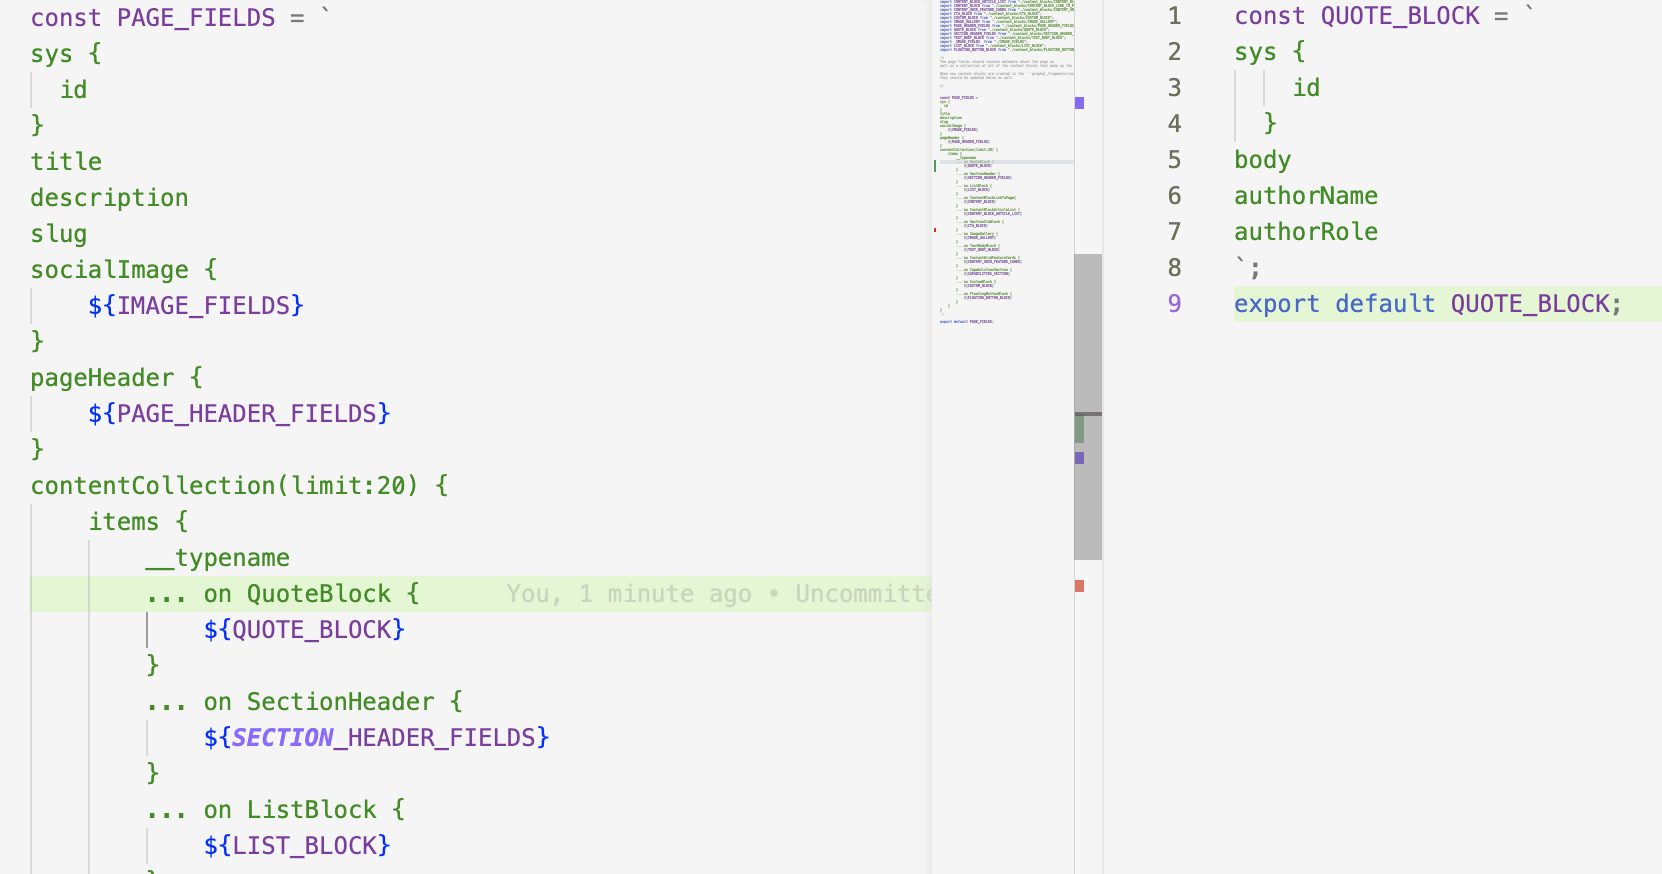 const PAGE_FIELDS = `
sys {
  id
}
title
description
slug
socialImage {
    ${IMAGE_FIELDS}
}
pageHeader {
    ${PAGE_HEADER_FIELDS}
}
contentCollection(limit:20) {
    items {
        __typename
        ... on QuoteBlock {      You, 1 minute ago • Uncommitte
            ${QUOTE_BLOCK}
        }
        ... on SectionHeader {
            ${SECTION_HEADER_FIELDS}
        }
        ... on ListBlock {
            ${LIST_BLOCK}
1 const QUOTE_BLOCK = `
2 sys {
3     id
4   }
5 body
6 authorName
7 authorRole
8 `;
9 export default QUOTE_BLOCK;